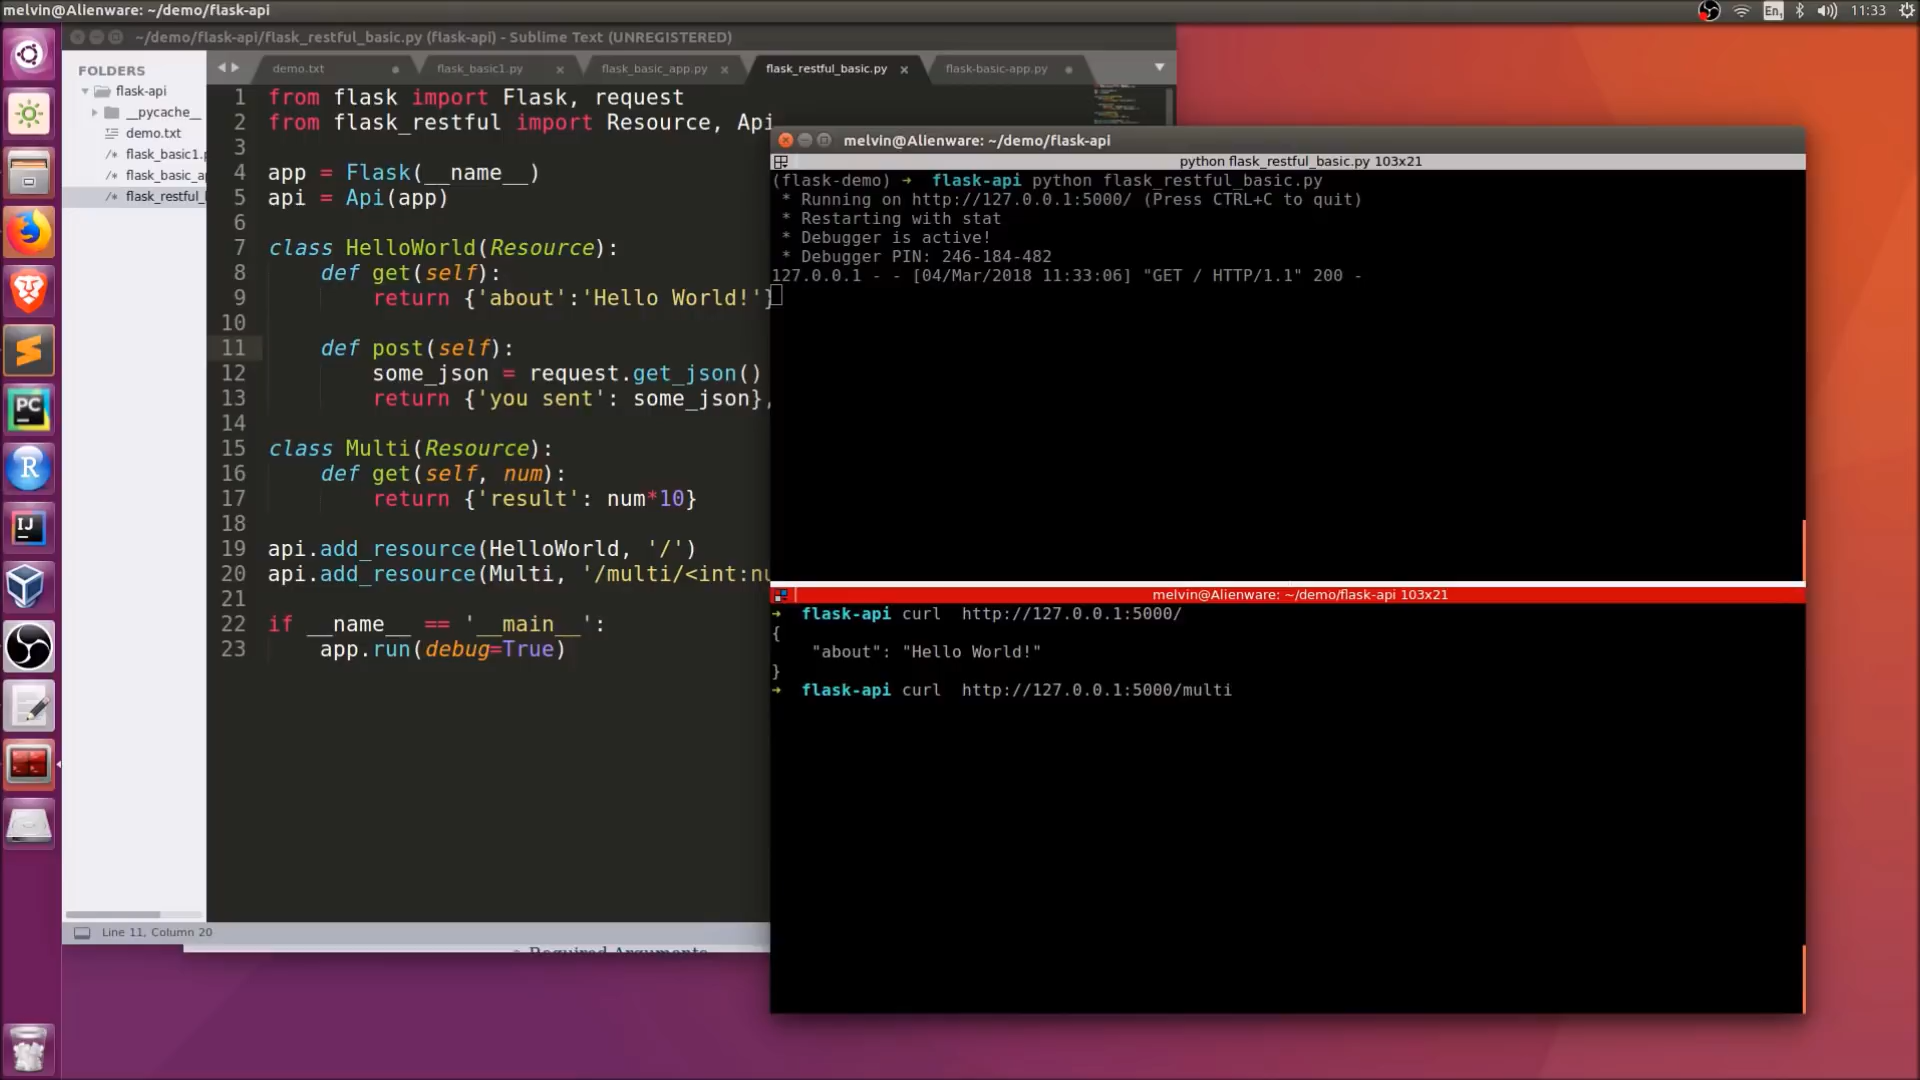 melvin@Alienware: ~/demo/flask-api
En1
11:33
~/demo/flask-api/flask_restful_basic.py (flask-api) - Sublime Text (UNREGISTERED)
FOLDERS
flask-api
__pycache__
demo.txt
/* flask_basic1.p
/* flask_basic_ap
/* flask_restful_
demo.txt
flask_basic1.py
flask_basic_app.py
flask_restful_basic.py
flask-basic-app.py
1 from flask import Flask, request
2 from flask_restful import Resource, Api
3
4 app = Flask(__name__)
5 api = Api(app)
6
7 class HelloWorld(Resource):
8 def get(self):
9 return {'about':'Hello World!'}
10
11 def post(self):
12 some_json = request.get_json()
13 return {'you sent': some_json},
14
15 class Multi(Resource):
16 def get(self, num):
17 return {'result': num*10}
18
19 api.add_resource(HelloWorld, '/')
20 api.add_resource(Multi, '/multi/<int:nu
21
22 if __name__ == '__main__':
23 app.run(debug=True)
Line 11, Column 20
Required Arguments
melvin@Alienware: ~/demo/flask-api
python flask_restful_basic.py 103x21
(flask-demo) ➜ flask-api python flask_restful_basic.py
* Running on http://127.0.0.1:5000/ (Press CTRL+C to quit)
* Restarting with stat
* Debugger is active!
* Debugger PIN: 246-184-482
127.0.0.1 - - [04/Mar/2018 11:33:06] "GET / HTTP/1.1" 200 -
melvin@Alienware: ~/demo/flask-api 103x21
➜ flask-api curl http://127.0.0.1:5000/
{
"about": "Hello World!"
}
➜ flask-api curl http://127.0.0.1:5000/multi
PC
R
IJ